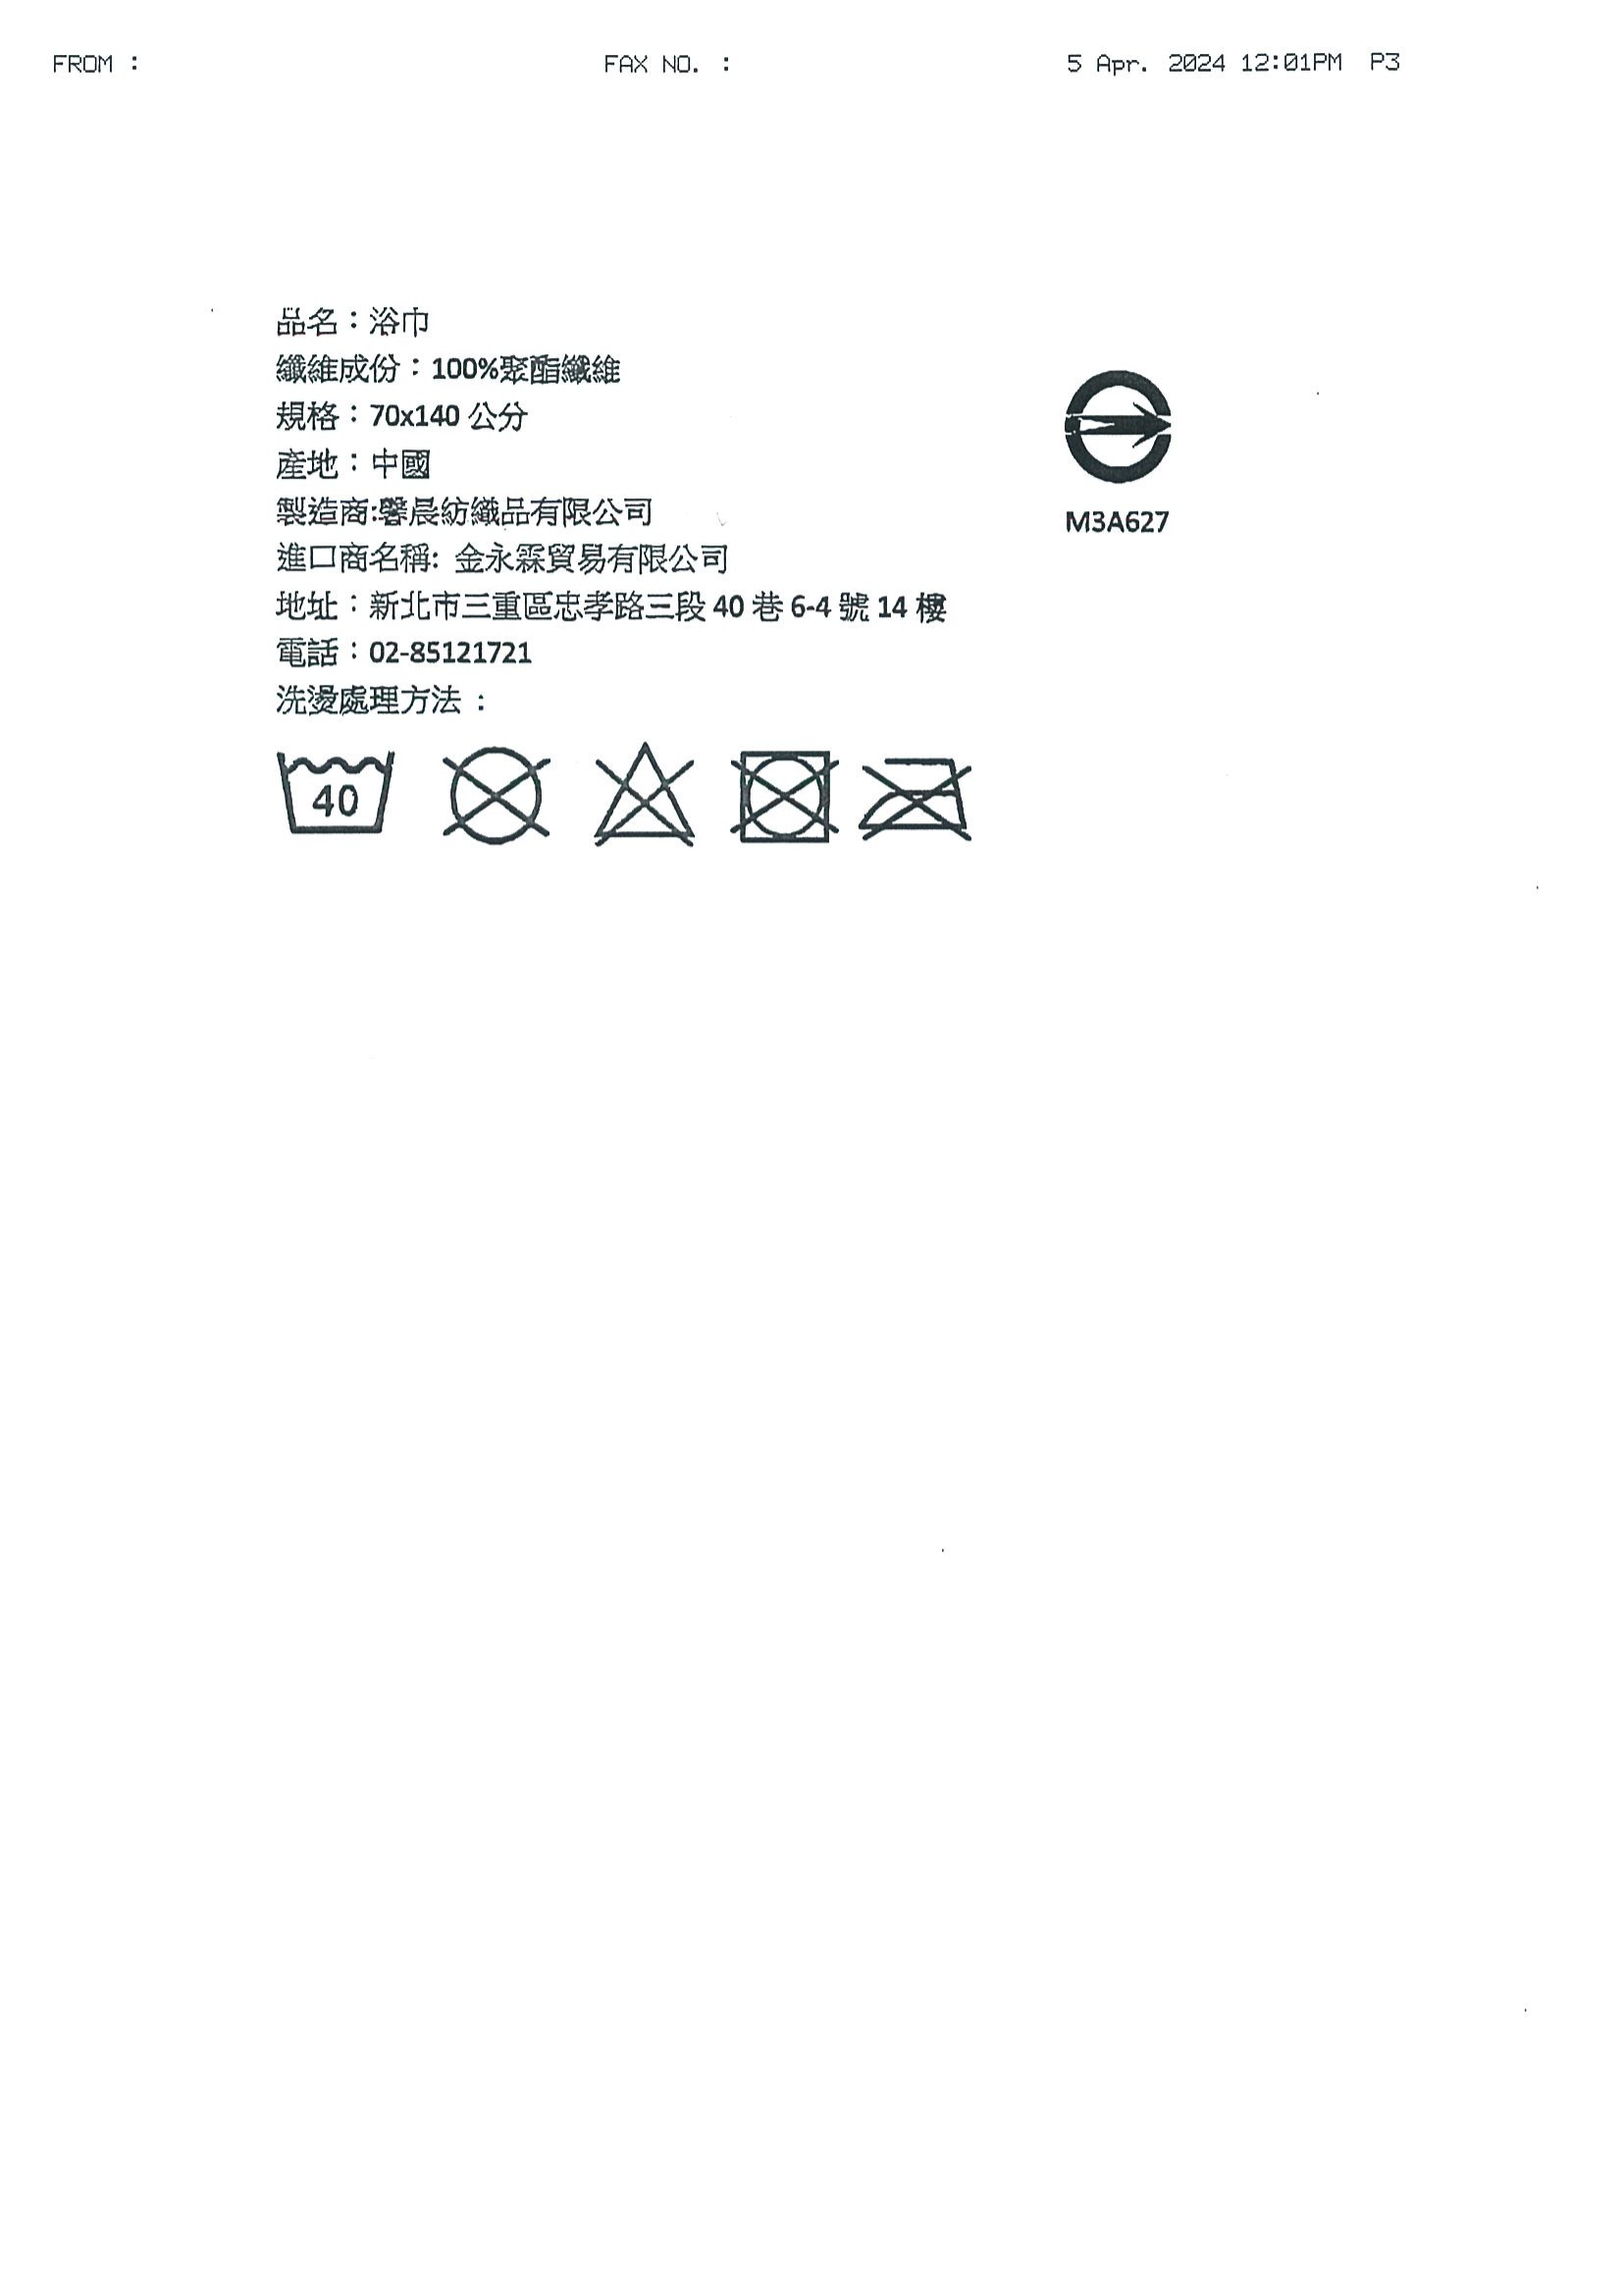 FROM :	FAX NO. :	5 Apr. 2024 12:01PM P3
品名：浴巾
纖維成份：100%聚酯纖維
規格：70x140 公分
產地：中國
製造商:馨晨紡織品有限公司
M3A627
進口商名稱: 金永霖貿易有限公司
地址：新北市三重區忠孝路三段 40 巷 6-4 號 14 樓
電話：02-85121721
洗燙處理方法：
40